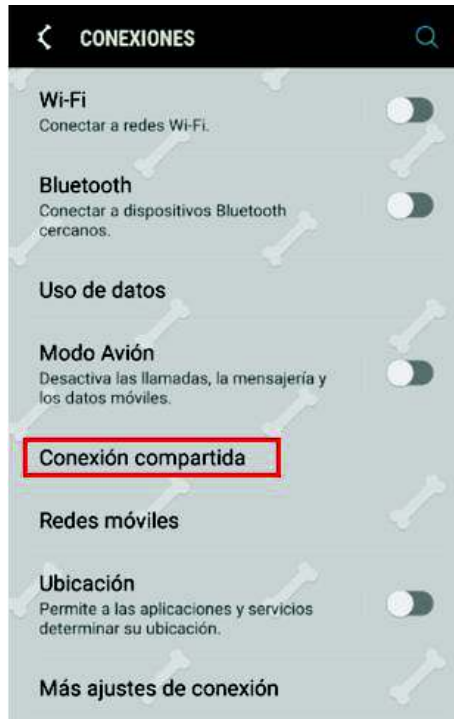 CONEXIONES
Wi-Fi
Conectar a redes Wi-Fi.
Bluetooth
Conectar a dispositivos Bluetooth
cercanos.
Uso de datos
Modo Avión
Desactiva las llamadas, la mensajería y
los datos móviles.
Conexión compartida
Redes móviles
Ubicación
Permite a las aplicaciones y servicios
determinar su ubicación.
Más ajustes de conexión